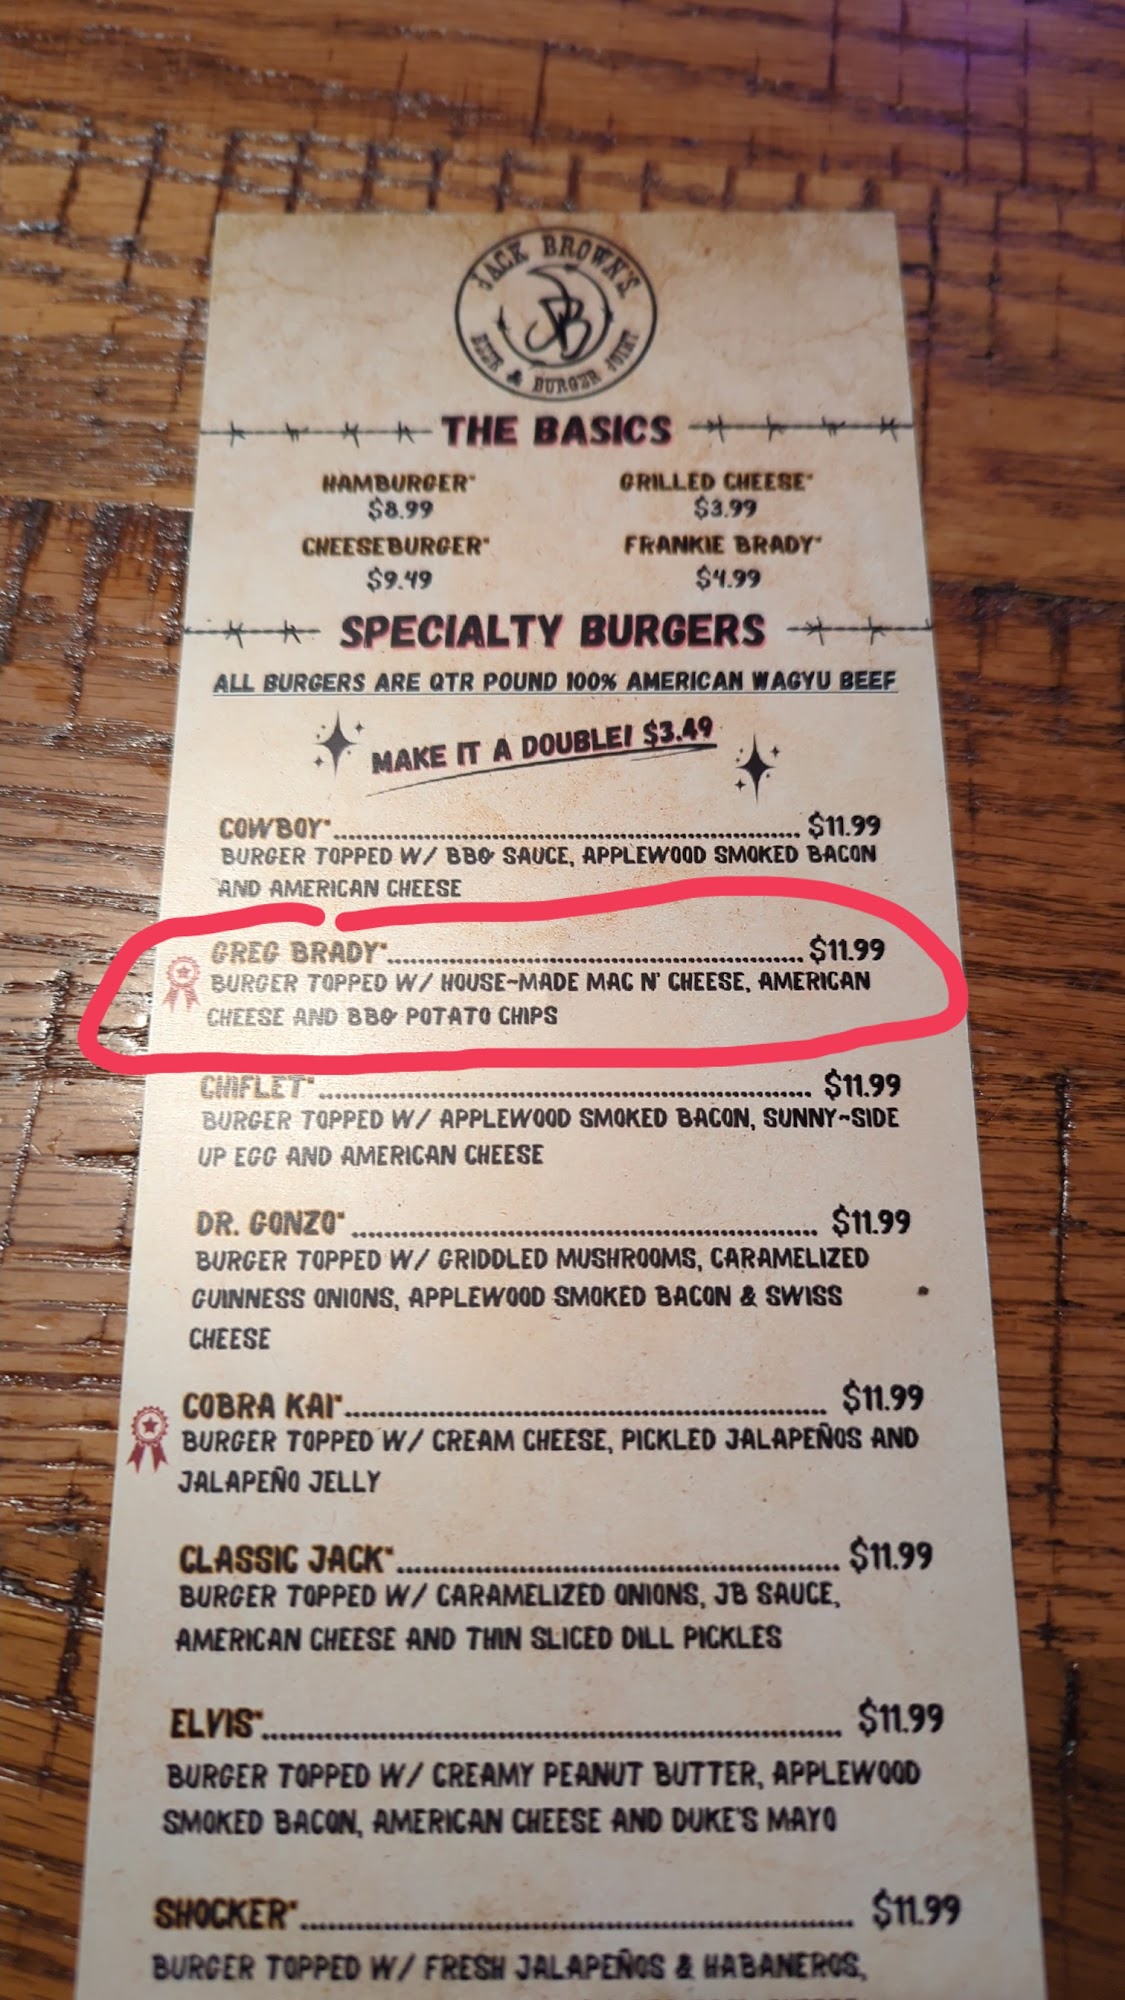 JACK BROWN'S
JB
BEER & BURGER JOINT
THE BASICS
HAMBURGER* GRILLED CHEESE*
$8.99 $3.99
CHEESEBURGER* FRANKIE BRADY*
$9.49 $4.99
SPECIALTY BURGERS
ALL BURGERS ARE QTR POUND 100% AMERICAN WAGYU BEEF
MAKE IT A DOUBLE! $3.49
COWBOY* $11.99
BURGER TOPPED W/ BBQ SAUCE, APPLEWOOD SMOKED BACON
AND AMERICAN CHEESE
GREG BRADY* $11.99
BURGER TOPPED W/ HOUSE-MADE MAC N' CHEESE, AMERICAN
CHEESE AND BBQ POTATO CHIPS
CHIFLET* $11.99
BURGER TOPPED W/ APPLEWOOD SMOKED BACON, SUNNY-SIDE
UP EGG AND AMERICAN CHEESE
DR. GONZO* $11.99
BURGER TOPPED W/ GRIDDLED MUSHROOMS, CARAMELIZED
GUINNESS ONIONS, APPLEWOOD SMOKED BACON & SWISS
CHEESE
COBRA KAI* $11.99
BURGER TOPPED W/ CREAM CHEESE, PICKLED JALAPEÑOS AND
JALAPEÑO JELLY
CLASSIC JACK* $11.99
BURGER TOPPED W/ CARAMELIZED ONIONS, JB SAUCE,
AMERICAN CHEESE AND THIN SLICED DILL PICKLES
ELVIS* $11.99
BURGER TOPPED W/ CREAMY PEANUT BUTTER, APPLEWOOD
SMOKED BACON, AMERICAN CHEESE AND DUKE'S MAYO
SHOCKER* $11.99
BURGER TOPPED W/ FRESH JALAPEÑOS & HABANEROS,